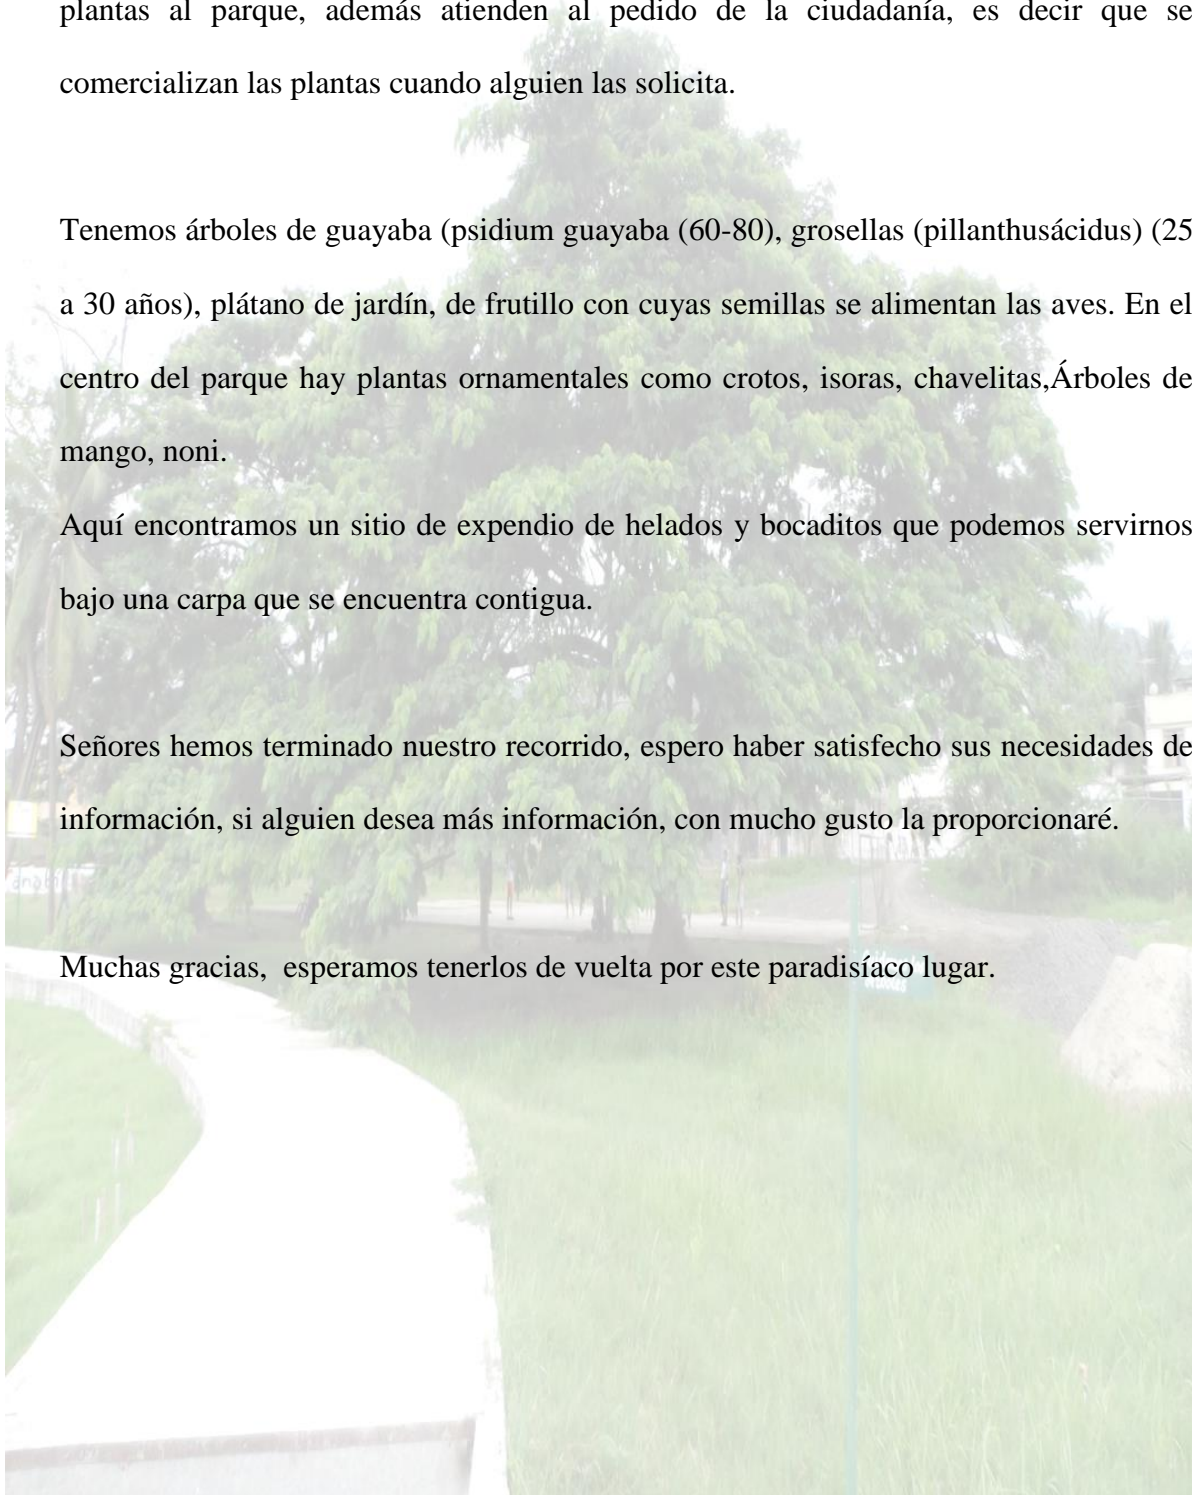 plantas al parque, además atienden al pedido de la ciudadanía, es decir que se
comercializan las plantas cuando alguien las solicita.
Tenemos árboles de guayaba (psidium guayaba (60-80), grosellas (pillanthusácidus) (25
a 30 años), plátano de jardín, de frutillo con cuyas semillas se alimentan las aves. En el
centro del parque hay plantas ornamentales como crotos, isoras, chavelitas,Árboles de
mango, noni.
Aquí encontramos un sitio de expendio de helados y bocaditos que podemos servirnos
bajo una carpa que se encuentra contigua.
Señores hemos terminado nuestro recorrido, espero haber satisfecho sus necesidades de
información, si alguien desea más información, con mucho gusto la proporcionaré.
Muchas gracias,  esperamos tenerlos de vuelta por este paradisíaco lugar.